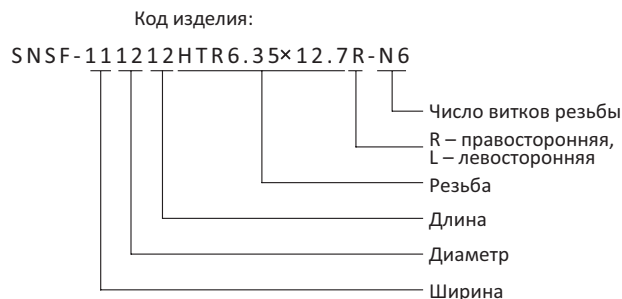 Код изделия:
SNSF-111212HTR6.35×12.7R-N6
Число витков резьбы
R – правосторонняя,
L – левосторонняя
Резьба
Длина
Диаметр
Ширина